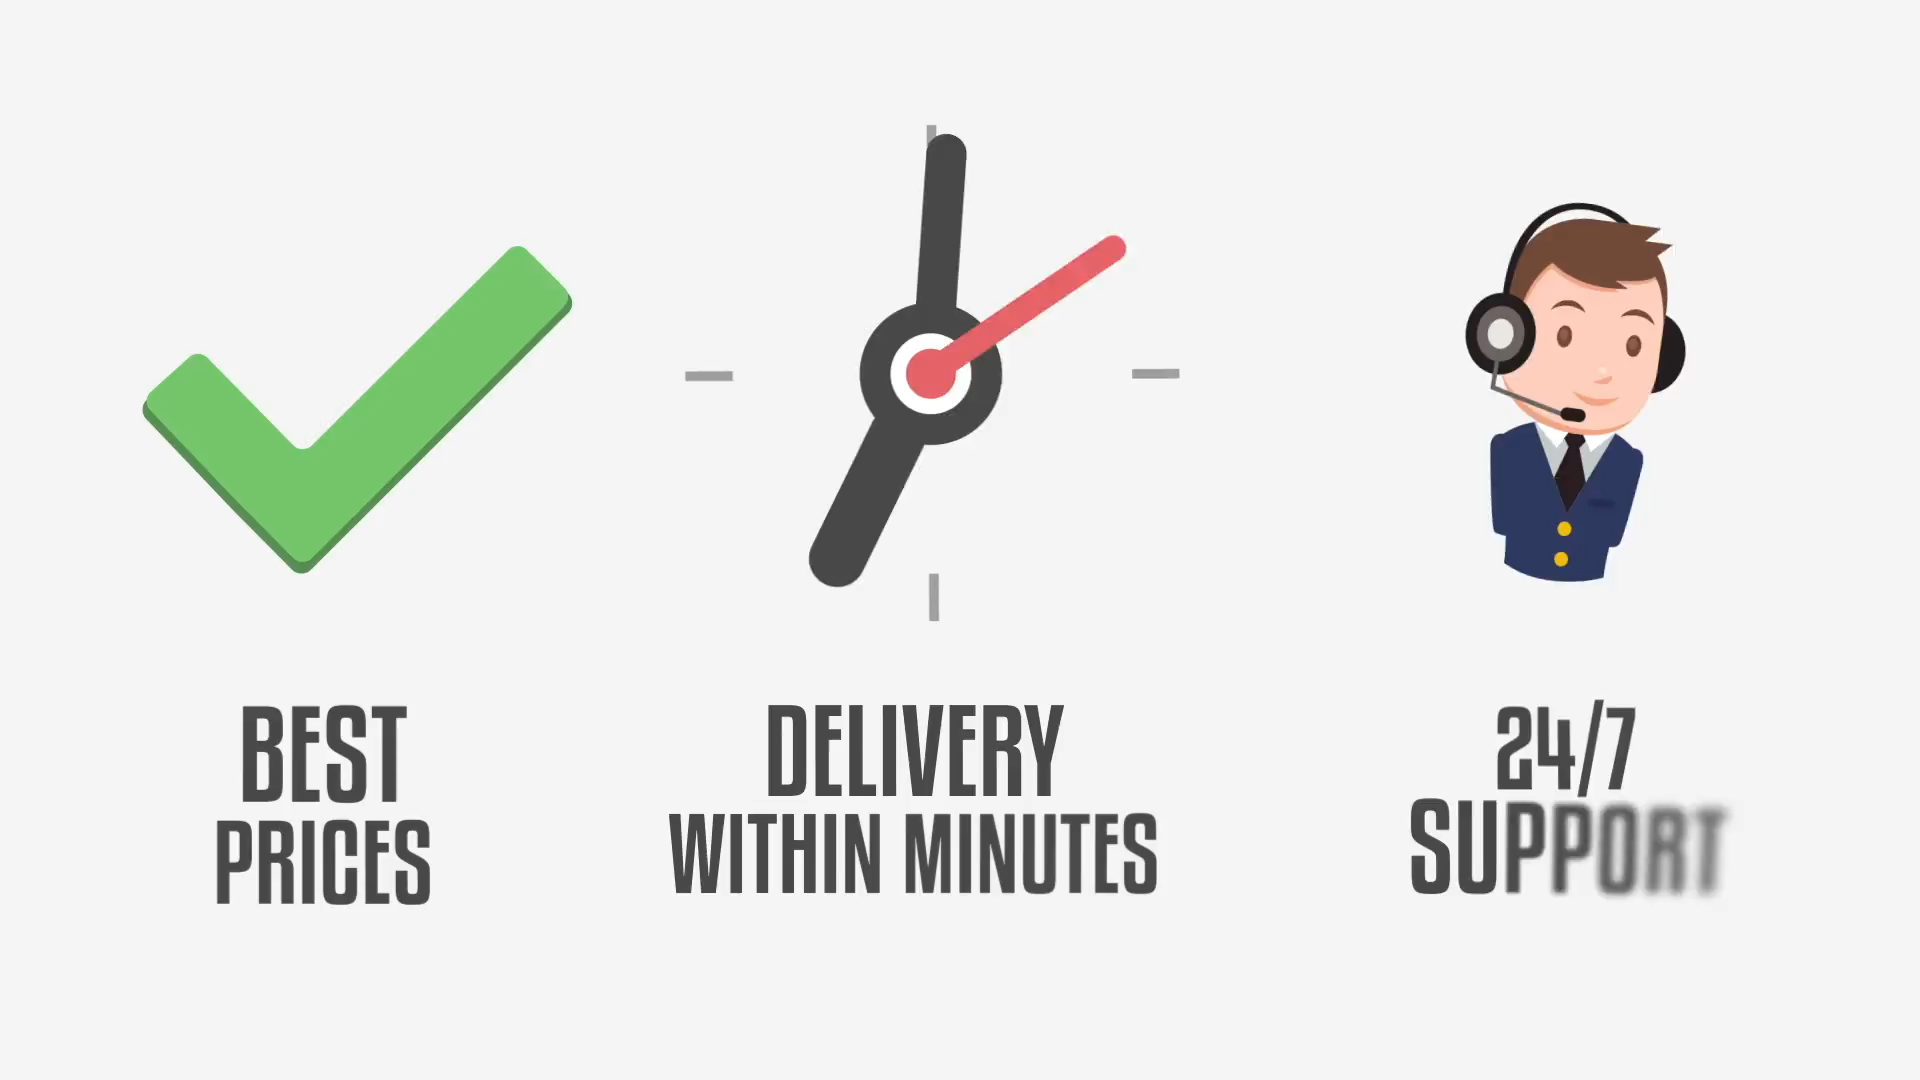 BEST
PRICES
DELIVERY
WITHIN MINUTES
24/7
SUPPORT